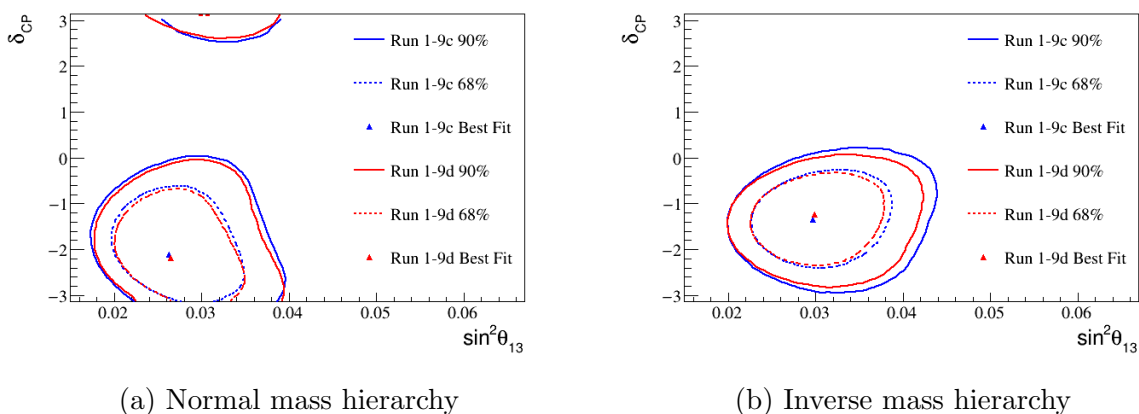 δCP
3
2
1
0
−1
−2
−3
0.02 0.03 0.04 0.05 0.06
sin²θ₁₃
Run 1-9c 90%
Run 1-9c 68%
Run 1-9c Best Fit
Run 1-9d 90%
Run 1-9d 68%
Run 1-9d Best Fit
(a) Normal mass hierarchy
δCP
3
2
1
0
−1
−2
−3
0.02 0.03 0.04 0.05 0.06
sin²θ₁₃
Run 1-9c 90%
Run 1-9c 68%
Run 1-9c Best Fit
Run 1-9d 90%
Run 1-9d 68%
Run 1-9d Best Fit
(b) Inverse mass hierarchy